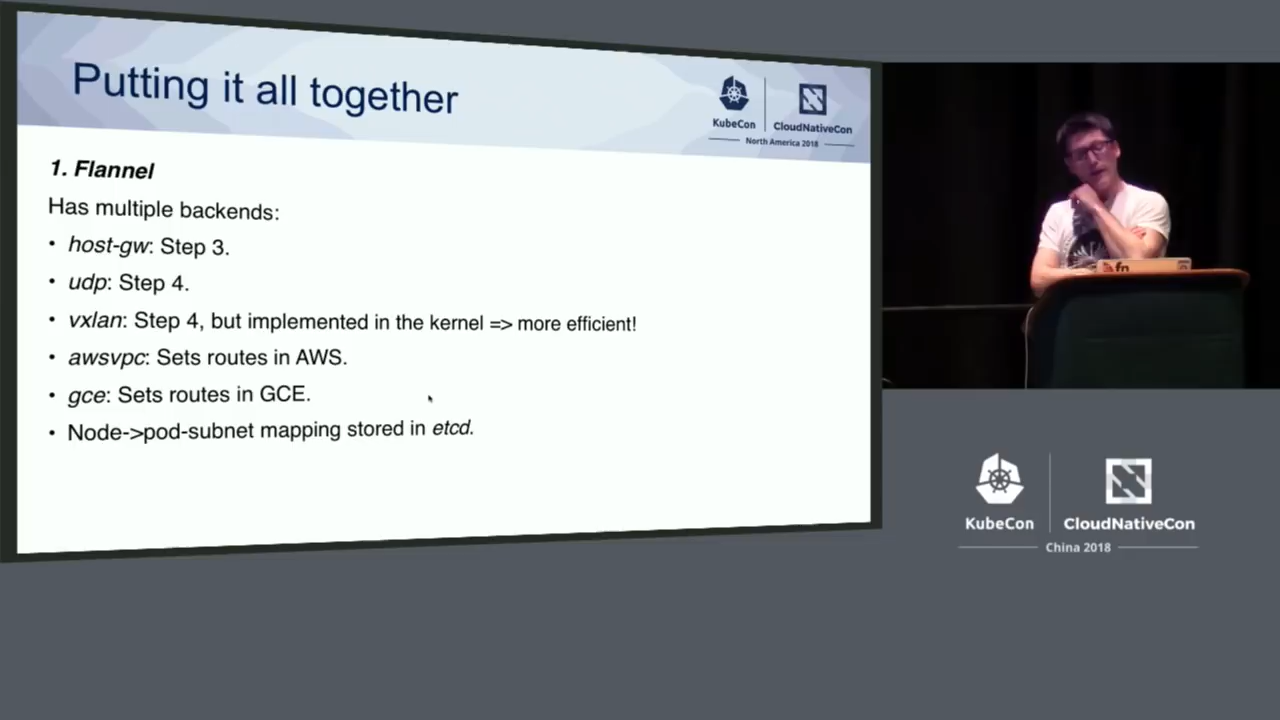 Putting it all together
KubeCon
CloudNativeCon
North America 2018
1. Flannel
Has multiple backends:
• host-gw: Step 3.
• udp: Step 4.
• vxlan: Step 4, but implemented in the kernel => more efficient!
• awsvpc: Sets routes in AWS.
• gce: Sets routes in GCE.
• Node->pod-subnet mapping stored in etcd.
fn
KubeCon
CloudNativeCon
China 2018